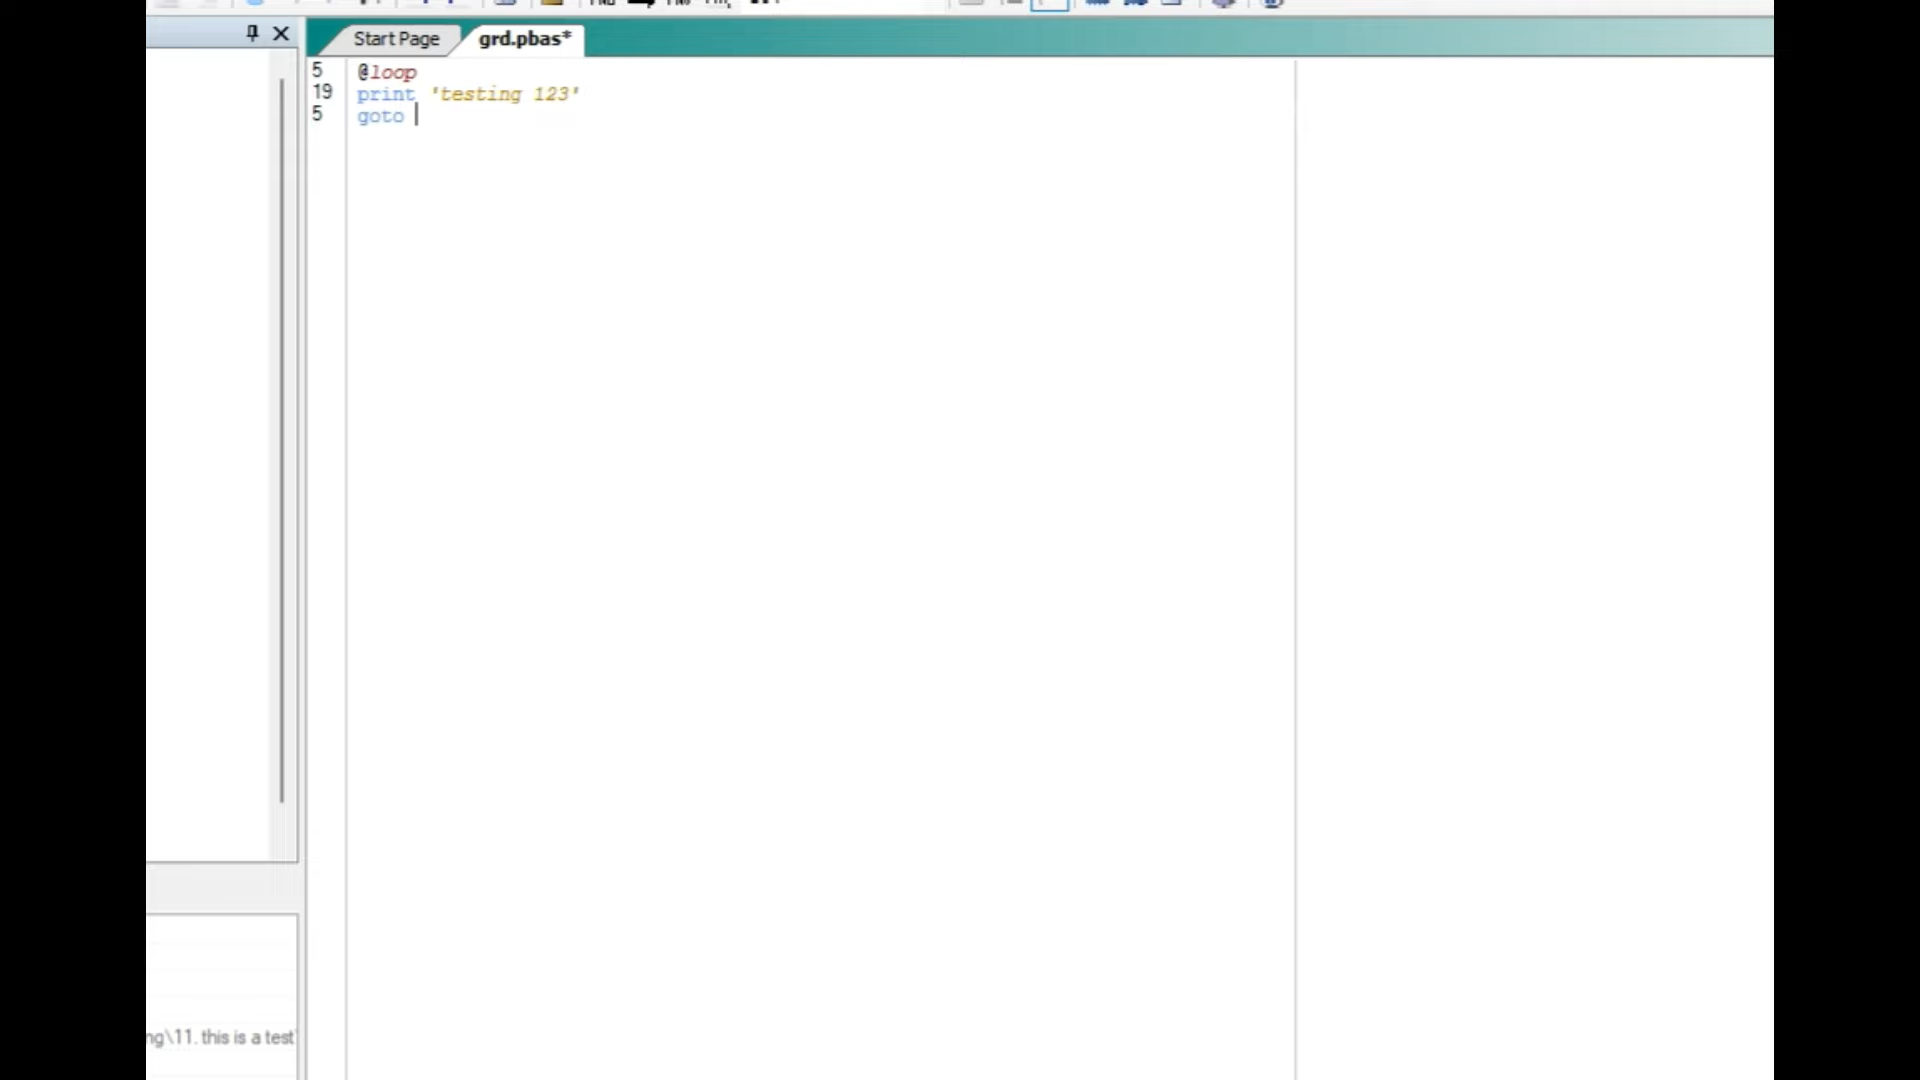 Start Page grd.pbas*
5 @loop
19 print 'testing 123'
5 goto
ng\11. this is a test